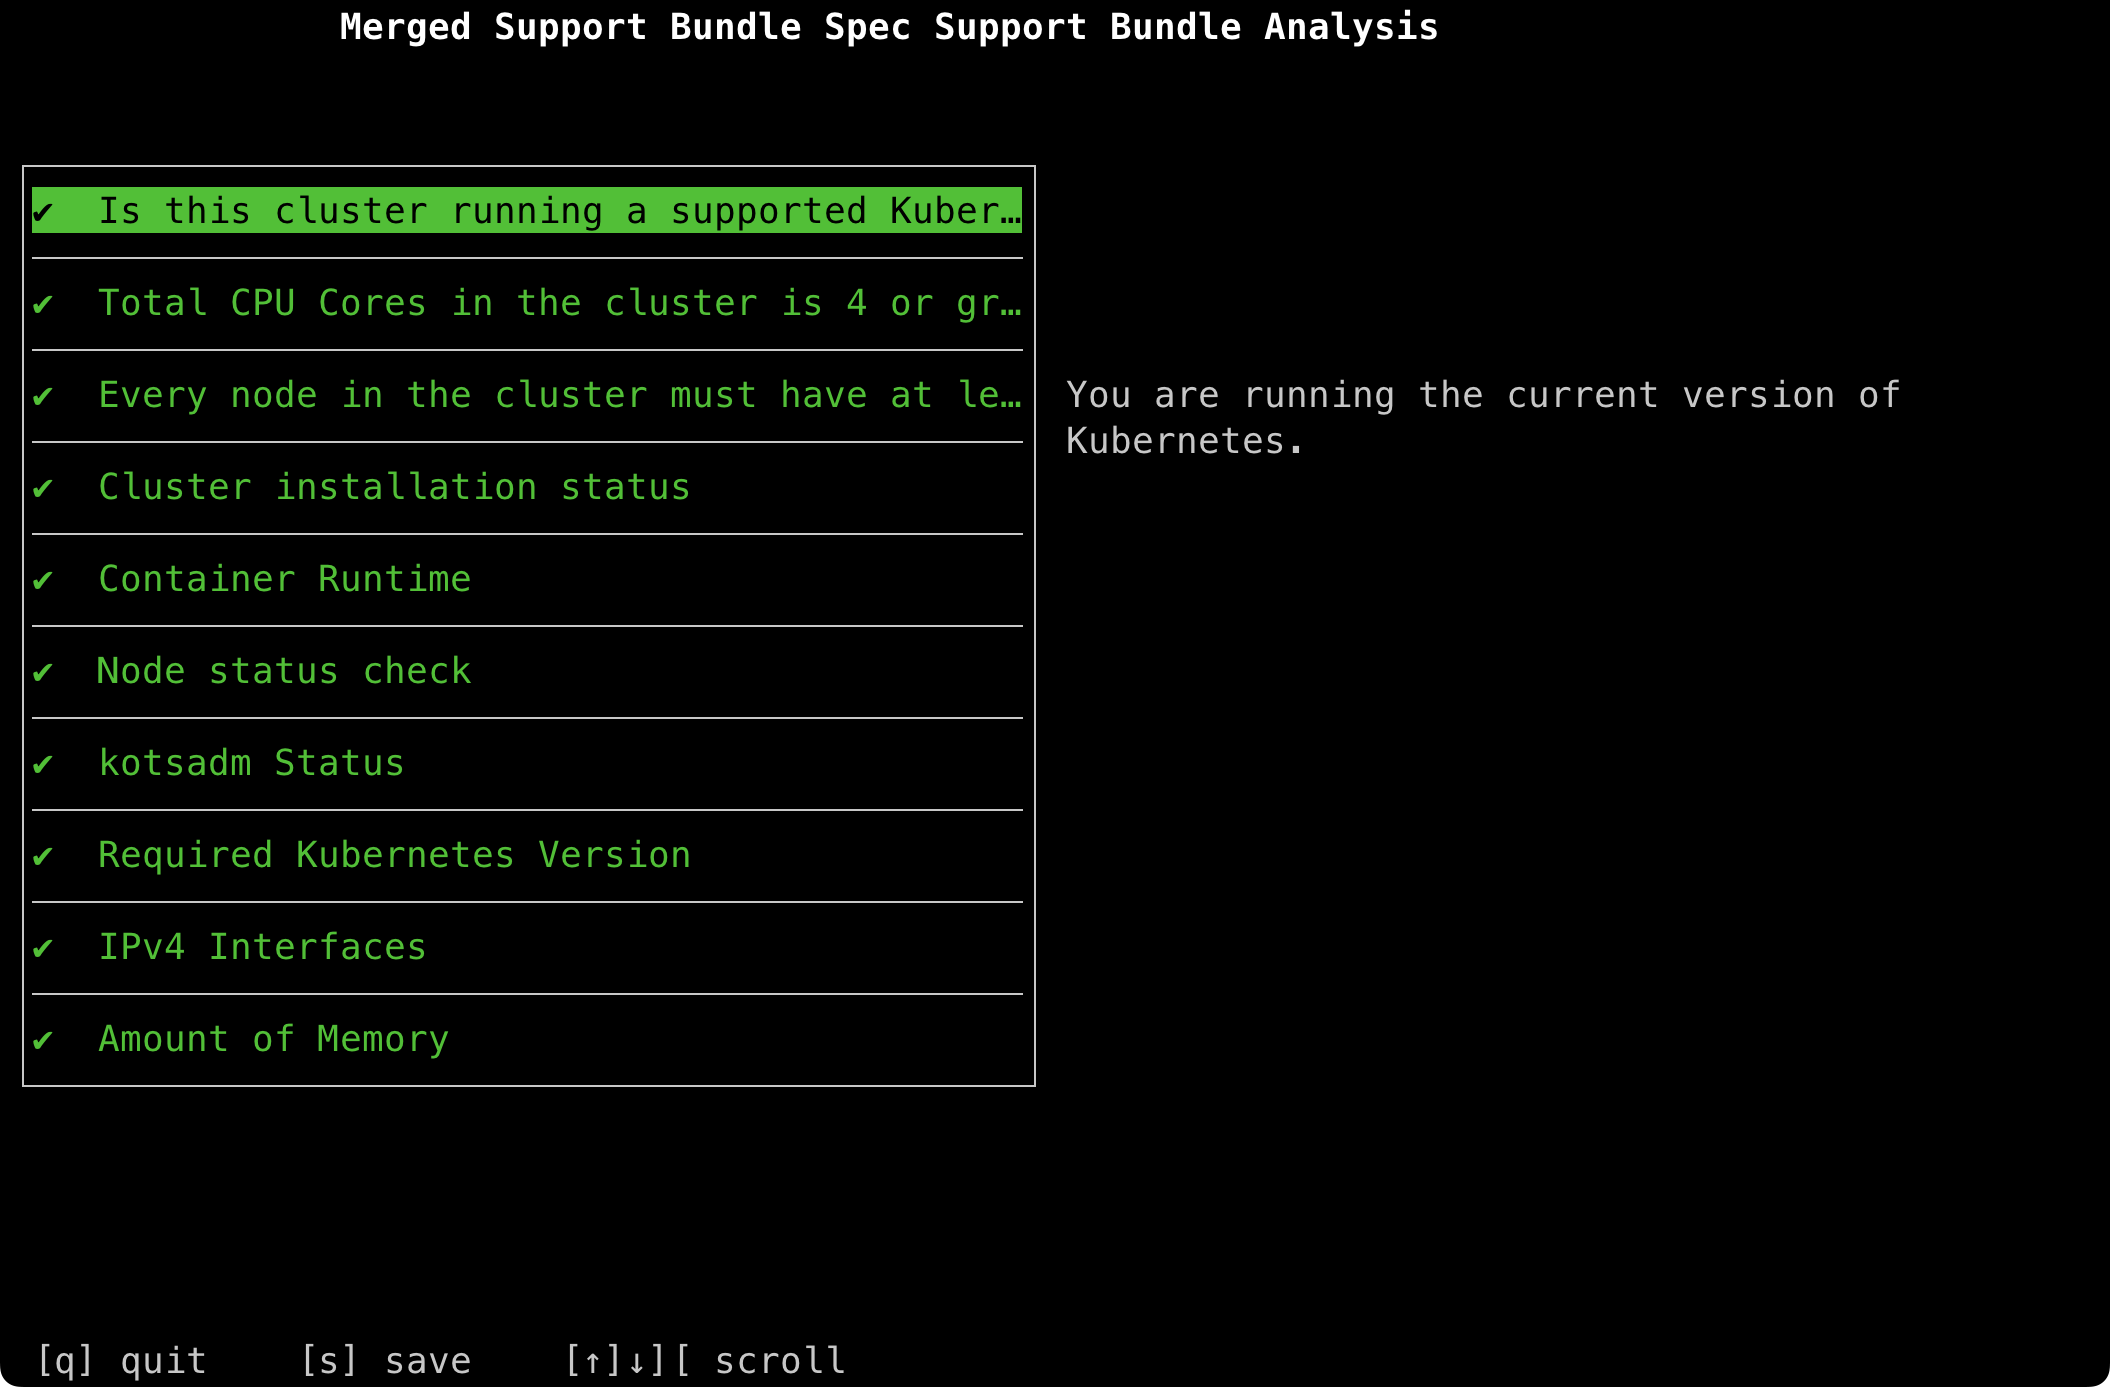 Merged Support Bundle Spec Support Bundle Analysis
✔  Is this cluster running a supported Kuber…
✔  Total CPU Cores in the cluster is 4 or gr…
✔  Every node in the cluster must have at le…
✔  Cluster installation status
✔  Container Runtime
✔  Node status check
✔  kotsadm Status
✔  Required Kubernetes Version
✔  IPv4 Interfaces
✔  Amount of Memory
You are running the current version of
Kubernetes.
[q] quit    [s] save    [↑]↓][ scroll